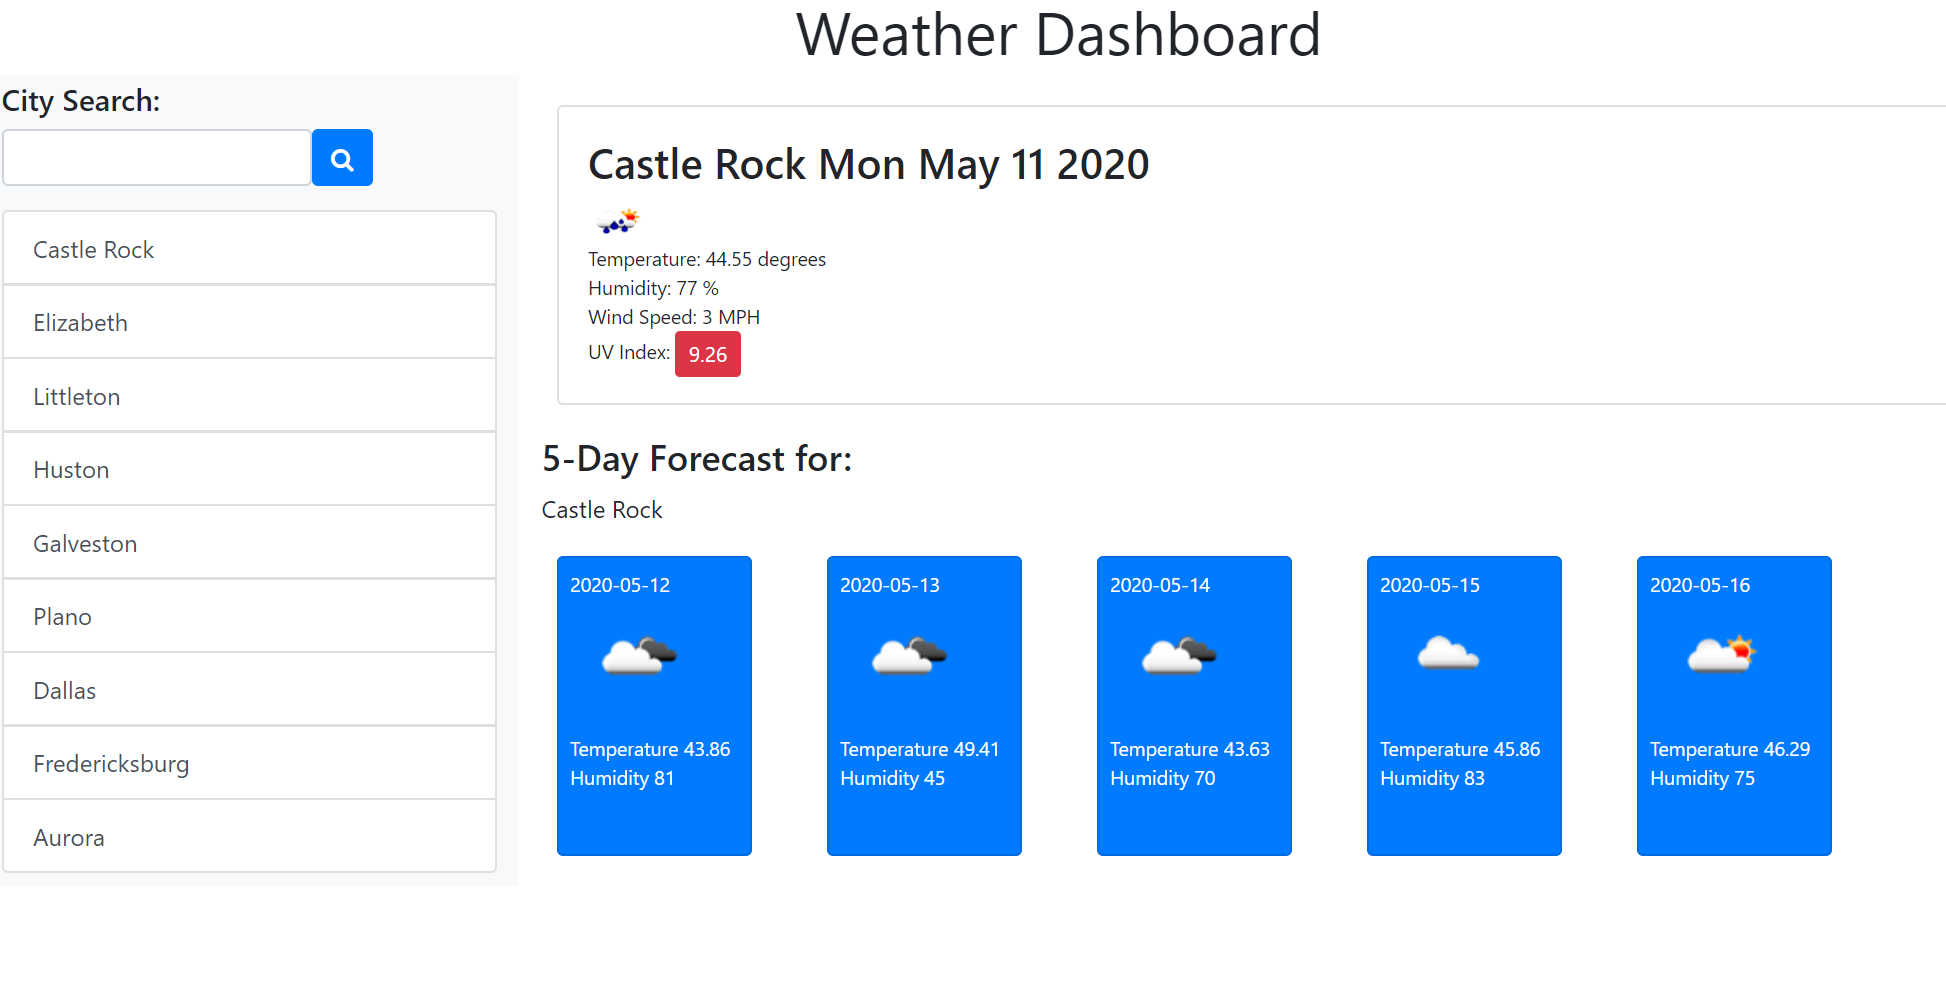 Weather Dashboard
City Search:
Castle Rock
Elizabeth
Littleton
Huston
Galveston
Plano
Dallas
Fredericksburg
Aurora
Castle Rock Mon May 11 2020
Temperature: 44.55 degrees
Humidity: 77 %
Wind Speed: 3 MPH
UV Index: 9.26
5-Day Forecast for:
Castle Rock
2020-05-12
Temperature 43.86
Humidity 81
2020-05-13
Temperature 49.41
Humidity 45
2020-05-14
Temperature 43.63
Humidity 70
2020-05-15
Temperature 45.86
Humidity 83
2020-05-16
Temperature 46.29
Humidity 75